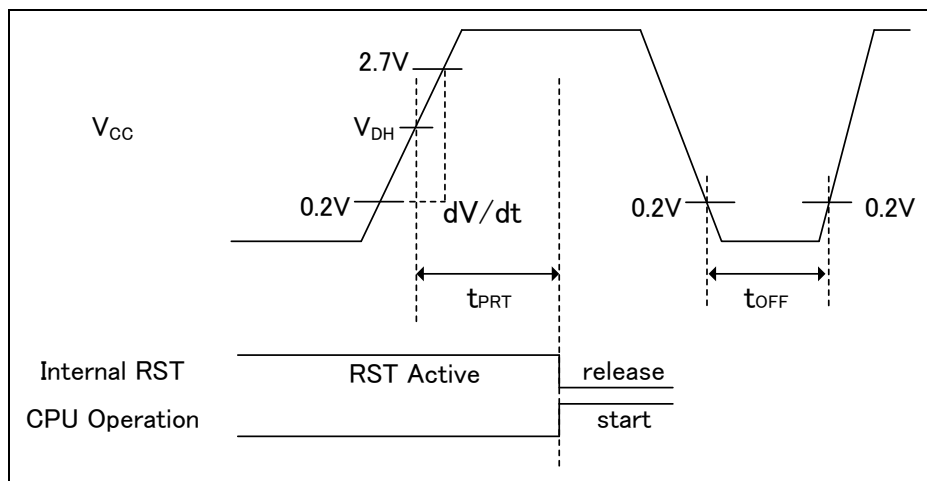 2.7V
VCC
VDH
0.2V
dV/dt
0.2V
0.2V
tPRT
tOFF
Internal RST
RST Active
release
CPU Operation
start